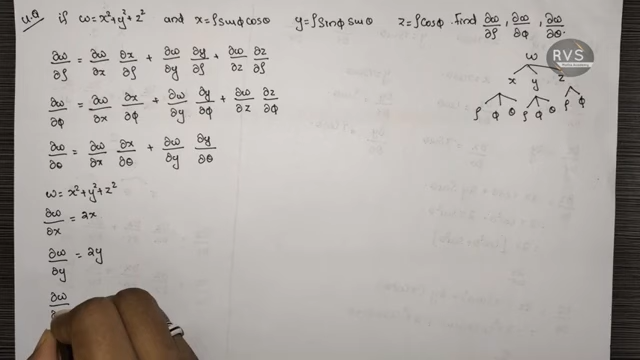 U.Q. If ω = x²+y²+z² and x = ρ sinφ cosθ y = ρ sinφ sinθ z = ρ cosφ. Find ∂ω/∂ρ, ∂ω/∂φ, ∂ω/∂θ.
∂ω/∂ρ = ∂ω/∂x ∂x/∂ρ + ∂ω/∂y ∂y/∂ρ + ∂ω/∂z ∂z/∂ρ
∂ω/∂φ = ∂ω/∂x ∂x/∂φ + ∂ω/∂y ∂y/∂φ + ∂ω/∂z ∂z/∂φ
∂ω/∂θ = ∂ω/∂x ∂x/∂θ + ∂ω/∂y ∂y/∂θ
ω = x²+y²+z²
∂ω/∂x = 2x
∂ω/∂y = 2y
∂ω
ω
x y z
ρ φ θ ρ φ θ ρ φ
RVS